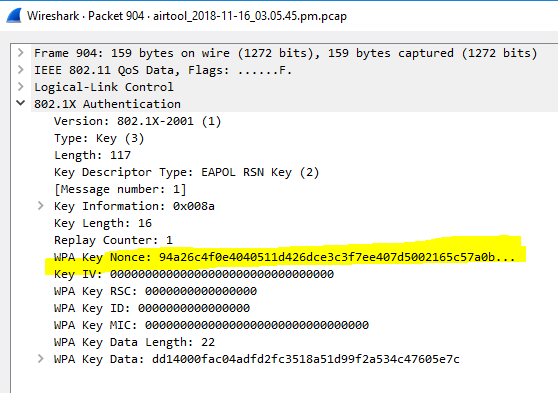 Wireshark · Packet 904 · airtool_2018-11-16_03.05.45.pm.pcap
Frame 904: 159 bytes on wire (1272 bits), 159 bytes captured (1272 bits)
IEEE 802.11 QoS Data, Flags: ......F.
Logical-Link Control
802.1X Authentication
Version: 802.1X-2001 (1)
Type: Key (3)
Length: 117
Key Descriptor Type: EAPOL RSN Key (2)
[Message number: 1]
Key Information: 0x008a
Key Length: 16
Replay Counter: 1
WPA Key Nonce: 94a26c4f0e4040511d426dce3c3f7ee407d5002165c57a0b...
Key IV: 00000000000000000000000000000000
WPA Key RSC: 0000000000000000
WPA Key ID: 0000000000000000
WPA Key MIC: 00000000000000000000000000000000
WPA Key Data Length: 22
WPA Key Data: dd14000fac04adfd2fc3518a51d99f2a534c47605e7c